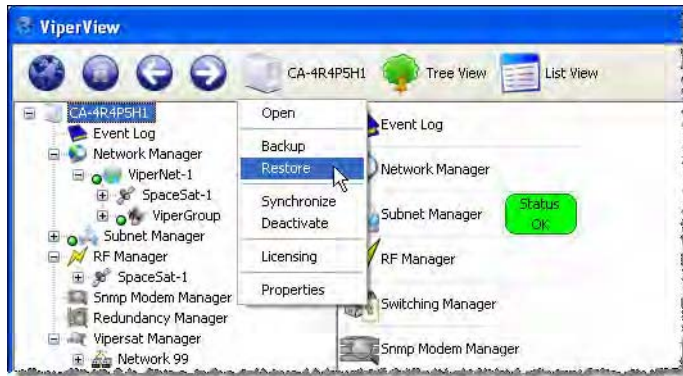 ViperView
CA-4R4P5H1 Tree View List View
CA-4R4P5H1
Event Log
Network Manager
ViperNet-1
SpaceSat-1
ViperGroup
Subnet Manager
RF Manager
SpaceSat-1
Snmp Modem Manager
Redundancy Manager
Vipersat Manager
Network 99
Open
Backup
Restore
Synchronize
Deactivate
Licensing
Properties
Event Log
Network Manager
Subnet Manager
Status
OK
RF Manager
Switching Manager
Snmp Modem Manager